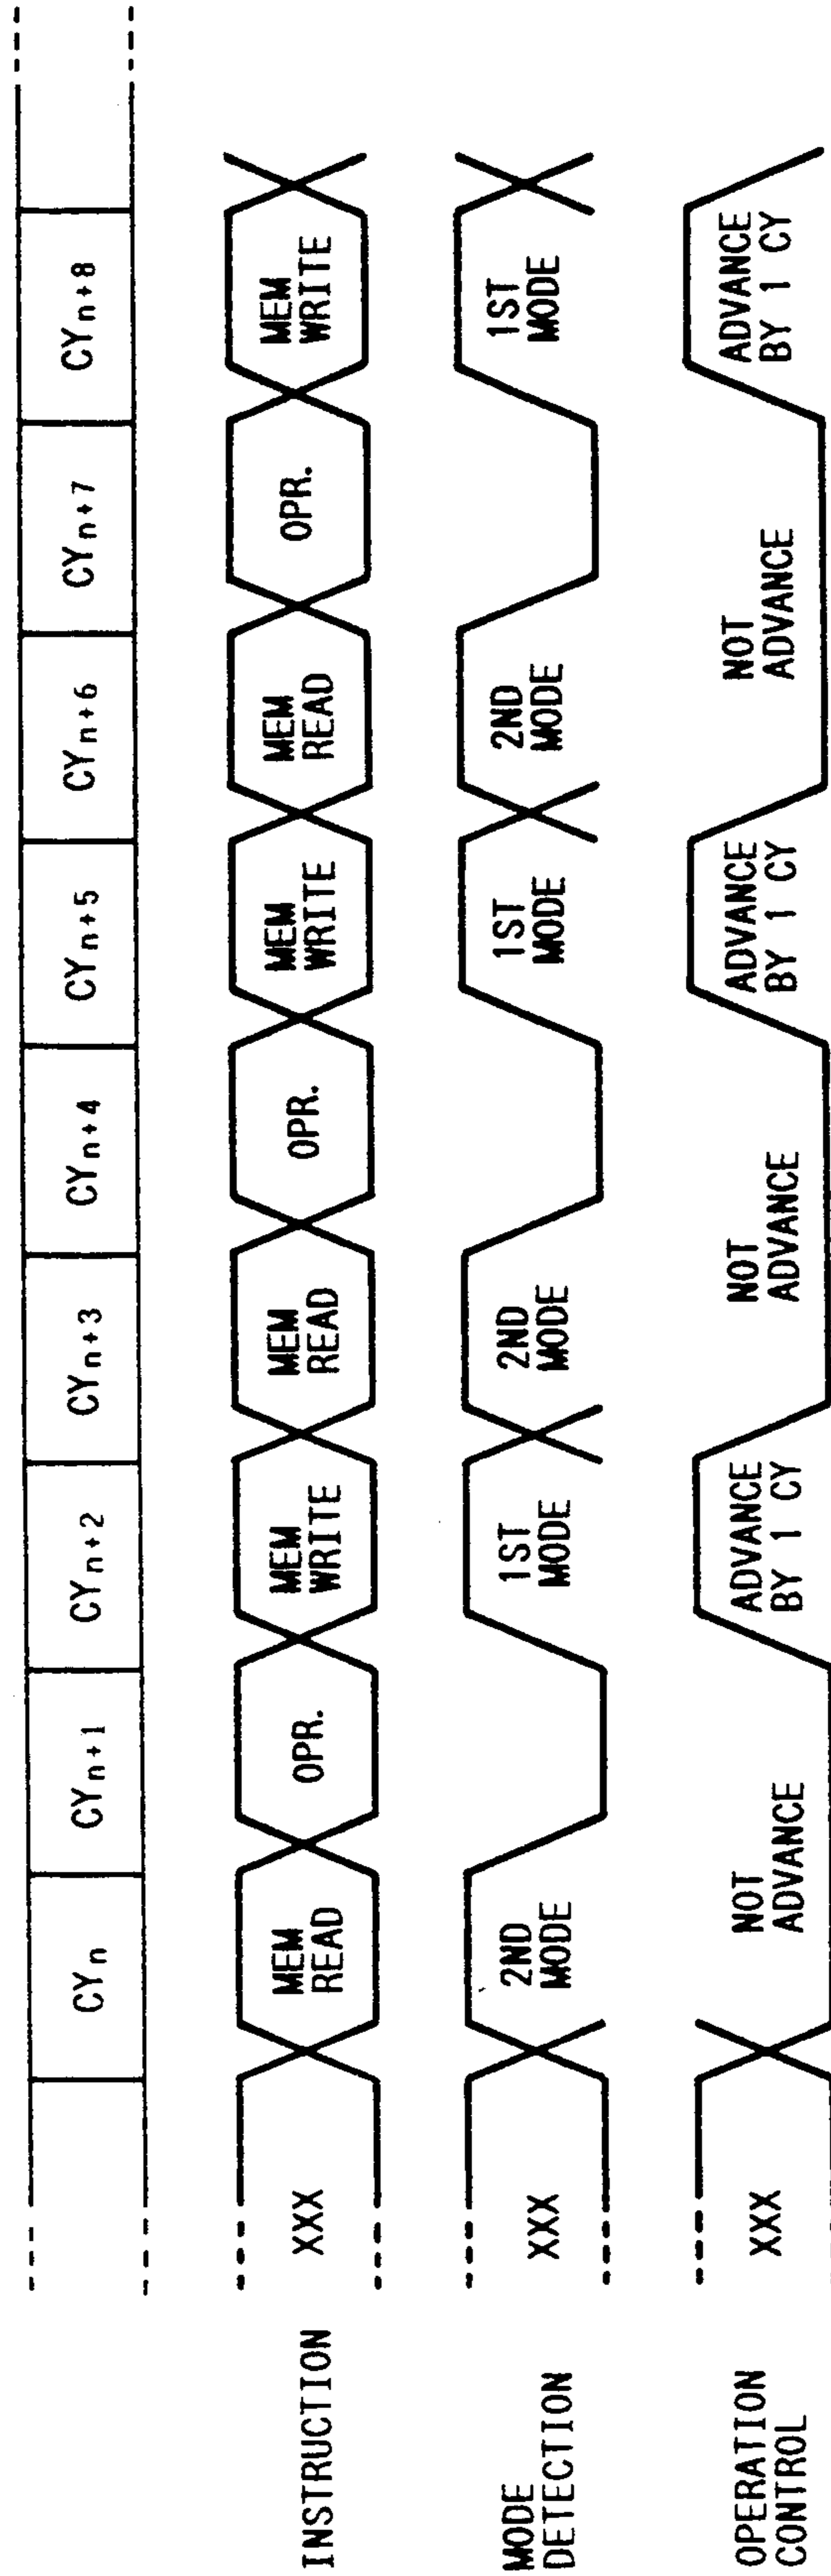 CYn
CYn+1
CYn+2
CYn+3
CYn+4
CYn+5
CYn+6
CYn+7
CYn+8
INSTRUCTION
XXX
MEM
READ
OPR.
MEM
WRITE
MEM
READ
OPR.
MEM
WRITE
MEM
READ
OPR.
MEM
WRITE
MODE
DETECTION
XXX
2ND
MODE
1ST
MODE
2ND
MODE
1ST
MODE
2ND
MODE
1ST
MODE
OPERATION
CONTROL
XXX
NOT
ADVANCE
ADVANCE
BY 1 CY
NOT
ADVANCE
ADVANCE
BY 1 CY
NOT
ADVANCE
ADVANCE
BY 1 CY